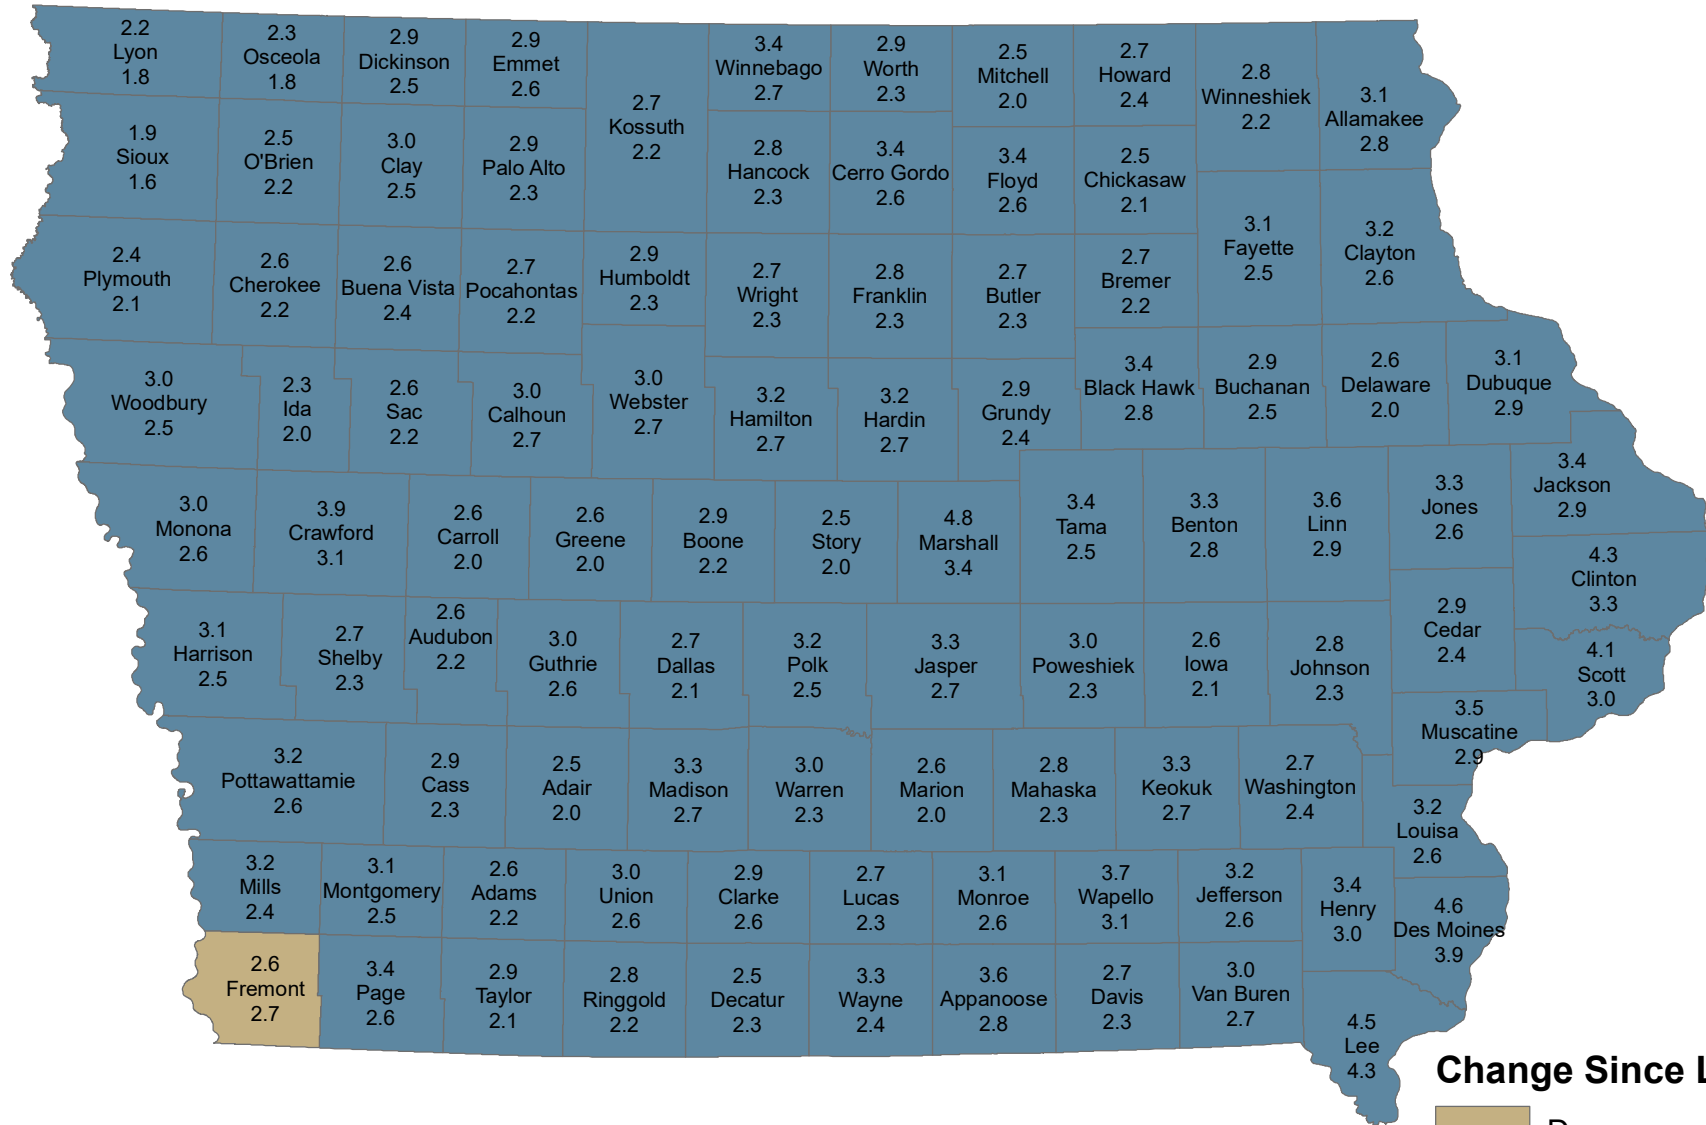 2.2
Lyon
1.8
2.3
Osceola
1.8
2.9
Dickinson
2.5
2.9
Emmet
2.6
2.7
Kossuth
2.2
3.4
Winnebago
2.7
2.9
Worth
2.3
2.5
Mitchell
2.0
2.7
Howard
2.4
2.8
Winneshiek
2.2
3.1
Allamakee
2.8
1.9
Sioux
1.6
2.5
O'Brien
2.2
3.0
Clay
2.5
2.9
Palo Alto
2.3
2.8
Hancock
2.3
3.4
Cerro Gordo
2.6
3.4
Floyd
2.6
2.5
Chickasaw
2.1
3.1
Fayette
2.5
3.2
Clayton
2.6
2.4
Plymouth
2.1
2.6
Cherokee
2.2
2.6
Buena Vista
2.4
2.7
Pocahontas
2.2
2.9
Humboldt
2.3
2.7
Wright
2.3
2.8
Franklin
2.3
2.7
Butler
2.3
2.7
Bremer
2.2
3.0
Woodbury
2.5
2.3
Ida
2.0
2.6
Sac
2.2
3.0
Calhoun
2.7
3.0
Webster
2.7
3.2
Hamilton
2.7
3.2
Hardin
2.7
2.9
Grundy
2.4
3.4
Black Hawk
2.8
2.9
Buchanan
2.5
2.6
Delaware
2.0
3.1
Dubuque
2.9
3.0
Monona
2.6
3.9
Crawford
3.1
2.6
Carroll
2.0
2.6
Greene
2.0
2.9
Boone
2.2
2.5
Story
2.0
4.8
Marshall
3.4
3.4
Tama
2.5
3.3
Benton
2.8
3.6
Linn
2.9
3.3
Jones
2.6
3.4
Jackson
2.9
4.3
Clinton
3.3
3.1
Harrison
2.5
2.7
Shelby
2.3
2.6
Audubon
2.2
3.0
Guthrie
2.6
2.7
Dallas
2.1
3.2
Polk
2.5
3.3
Jasper
2.7
3.0
Poweshiek
2.3
2.6
Iowa
2.1
2.8
Johnson
2.3
2.9
Cedar
2.4
4.1
Scott
3.0
3.5
Muscatine
2.9
3.2
Pottawattamie
2.6
2.9
Cass
2.3
2.5
Adair
2.0
3.3
Madison
2.7
3.0
Warren
2.3
2.6
Marion
2.0
2.8
Mahaska
2.3
3.3
Keokuk
2.7
2.7
Washington
2.4
3.2
Louisa
2.6
3.2
Mills
2.4
3.1
Montgomery
2.5
2.6
Adams
2.2
3.0
Union
2.6
2.9
Clarke
2.6
2.7
Lucas
2.3
3.1
Monroe
2.6
3.7
Wapello
3.1
3.2
Jefferson
2.6
3.4
Henry
3.0
4.6
Des Moines
3.9
2.6
Fremont
2.7
3.4
Page
2.6
2.9
Taylor
2.1
2.8
Ringgold
2.2
2.5
Decatur
2.3
3.3
Wayne
2.4
3.6
Appanoose
2.8
2.7
Davis
2.3
3.0
Van Buren
2.7
4.5
Lee
4.3
Change Since